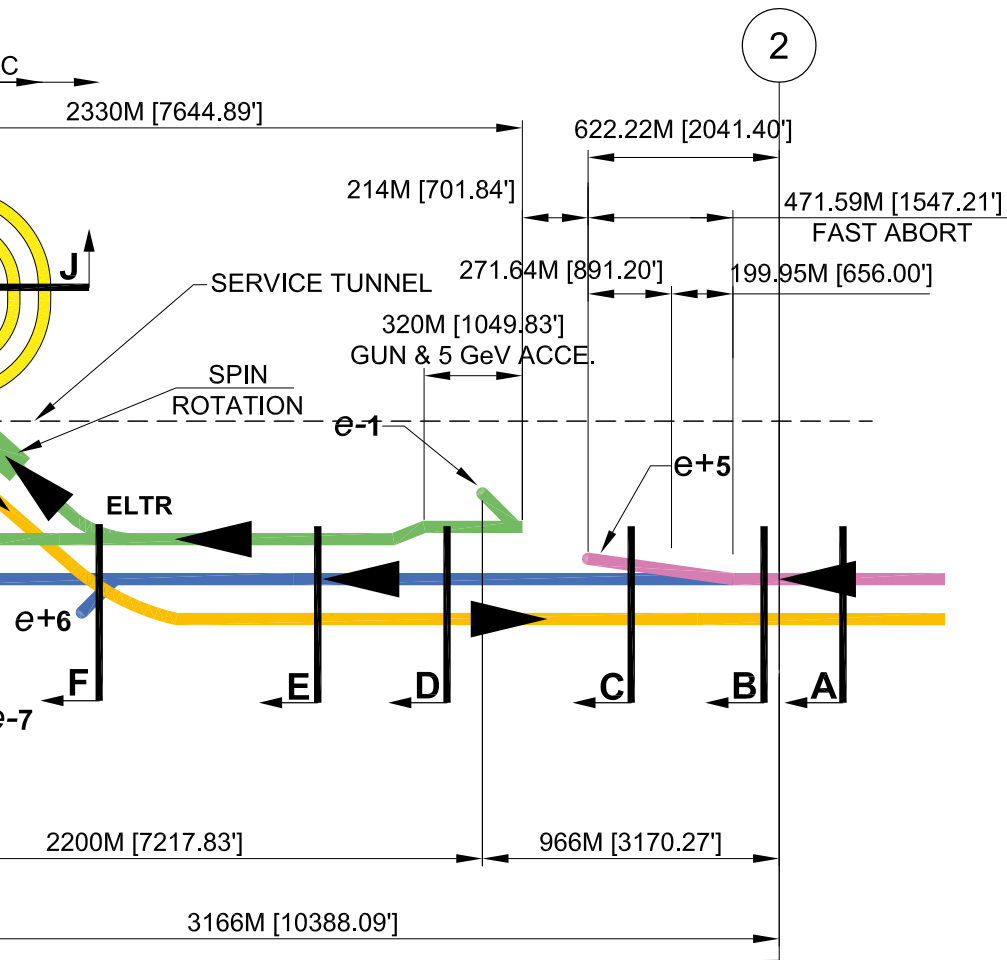 2
C
2330M [7644.89']
622.22M [2041.40']
214M [701.84']
471.59M [1547.21']
FAST ABORT
J
271.64M [891.20']
199.95M [656.00']
SERVICE TUNNEL
320M [1049.83']
GUN & 5 GeV ACCE.
SPIN
ROTATION
e-1
e+5
ELTR
e+6
F
E
D
C
B
A
e-7
2200M [7217.83']
966M [3170.27']
3166M [10388.09']